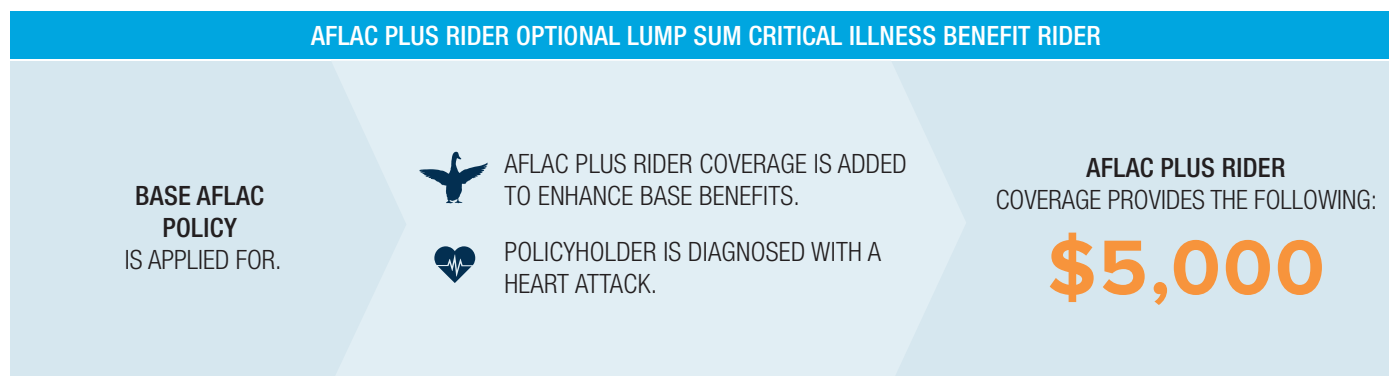 AFLAC PLUS RIDER OPTIONAL LUMP SUM CRITICAL ILLNESS BENEFIT RIDER
BASE AFLAC
POLICY
IS APPLIED FOR.
AFLAC PLUS RIDER COVERAGE IS ADDED
TO ENHANCE BASE BENEFITS.
POLICYHOLDER IS DIAGNOSED WITH A
HEART ATTACK.
AFLAC PLUS RIDER
COVERAGE PROVIDES THE FOLLOWING:
$5,000